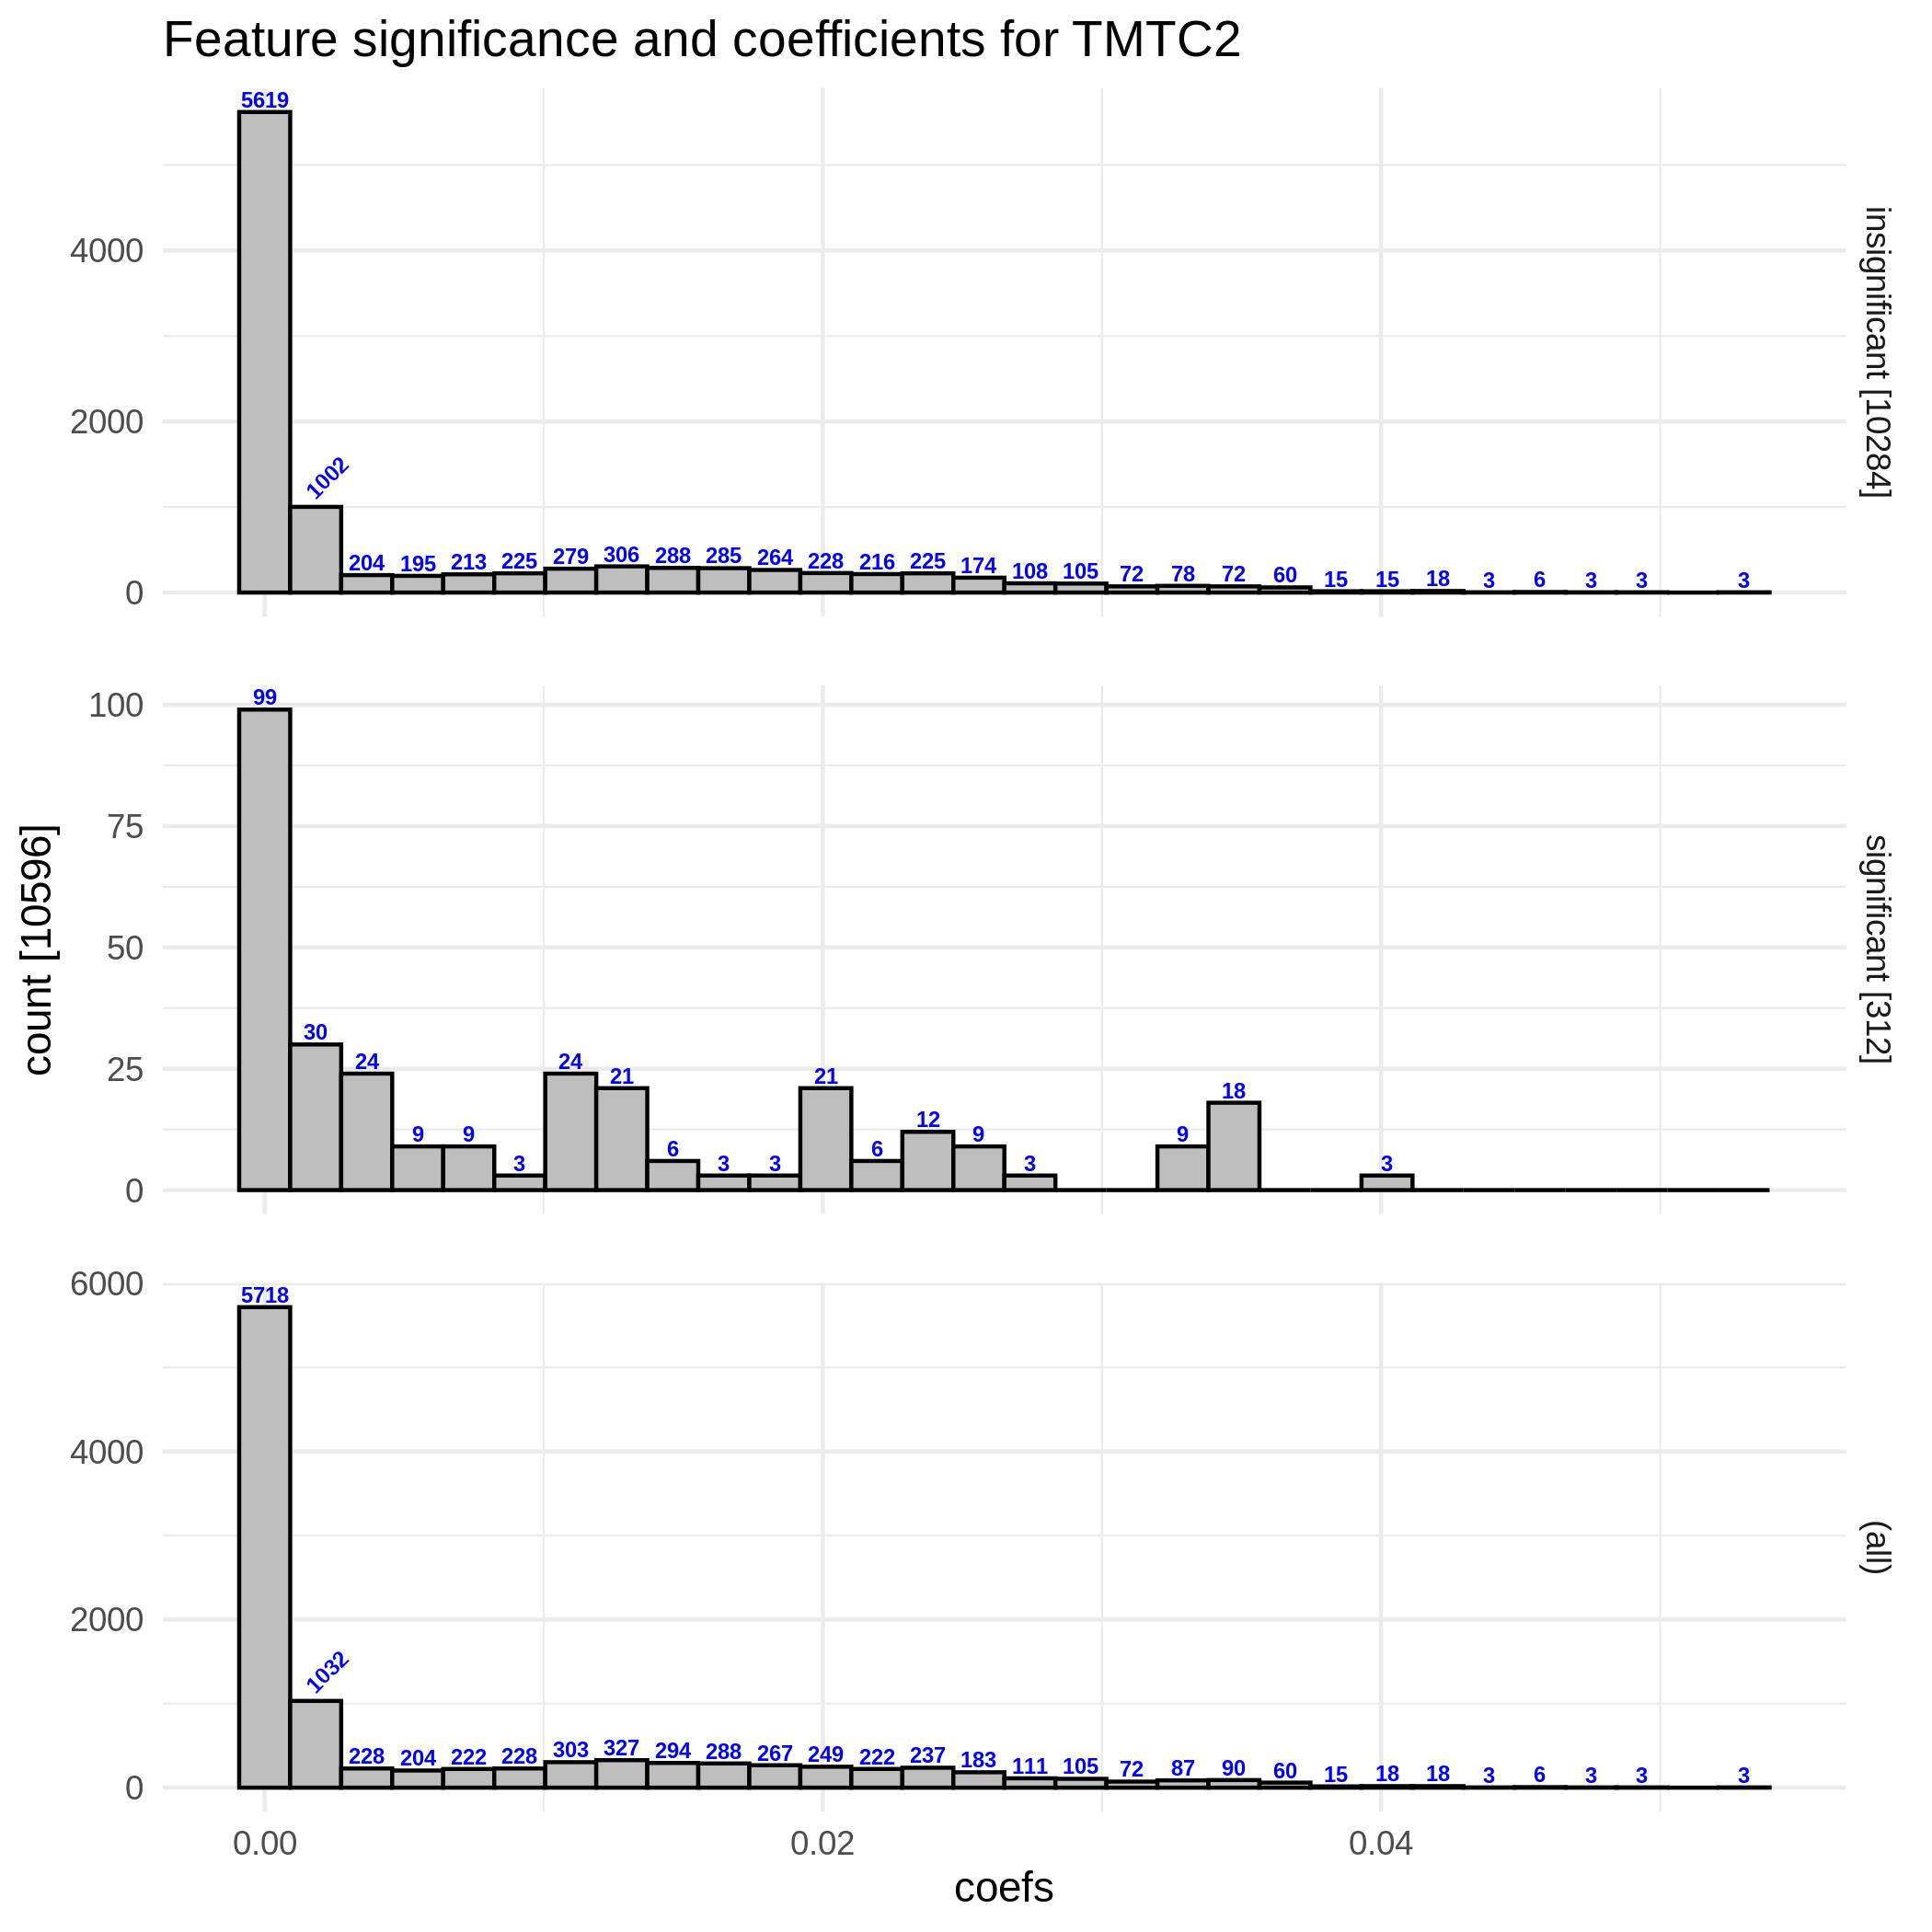 Feature significance and coefficients for TMTC2
5619
1002
204 195 213 225 279 306 288 285 264 228 216 225 174 108 105 72 78 72 60 15 15 18 3 6 3 3 3
4000
2000
0
insignificant [10284]
99
30
24
9 9 3
24
21
6 3 3
21
6
12
9
3
9
18
3
100
75
50
25
0
significant [312]
count [10596]
5718
1032
228 204 222 228 303 327 294 288 267 249 222 237 183 111 105 72 87 90 60 15 18 18 3 6 3 3 3
6000
4000
2000
0
(all)
0.00 0.02 0.04
coefs